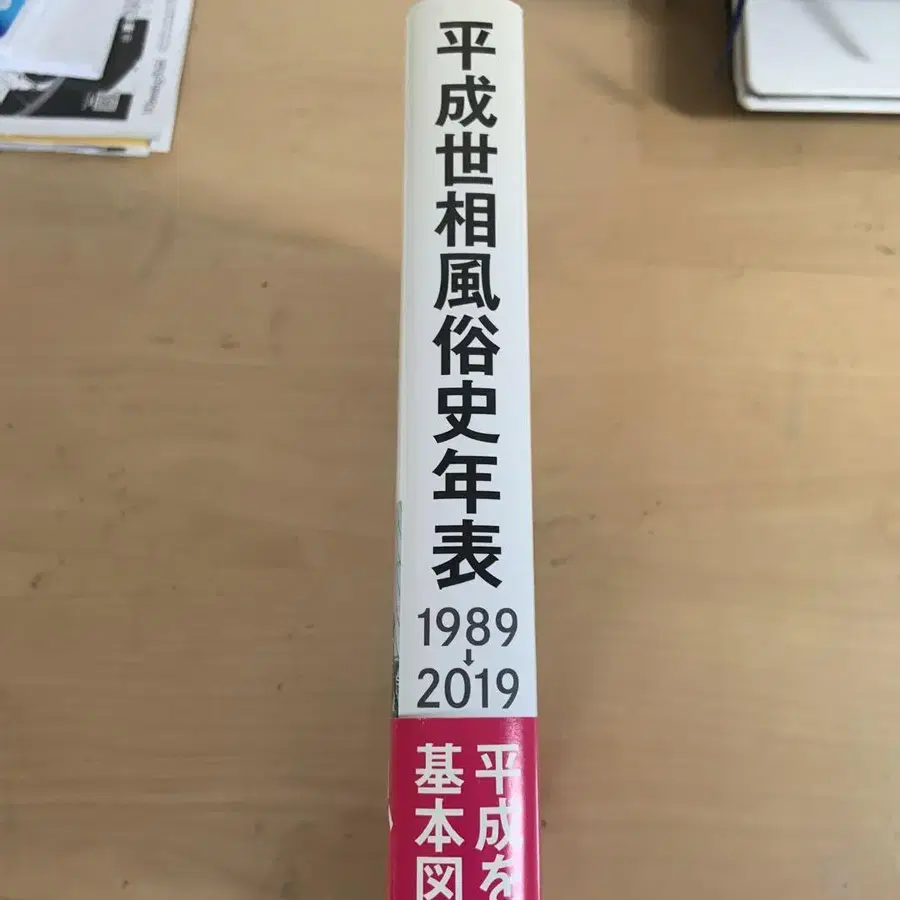 平成世相風俗史年表
1989
↓
2019
平成を
基本図